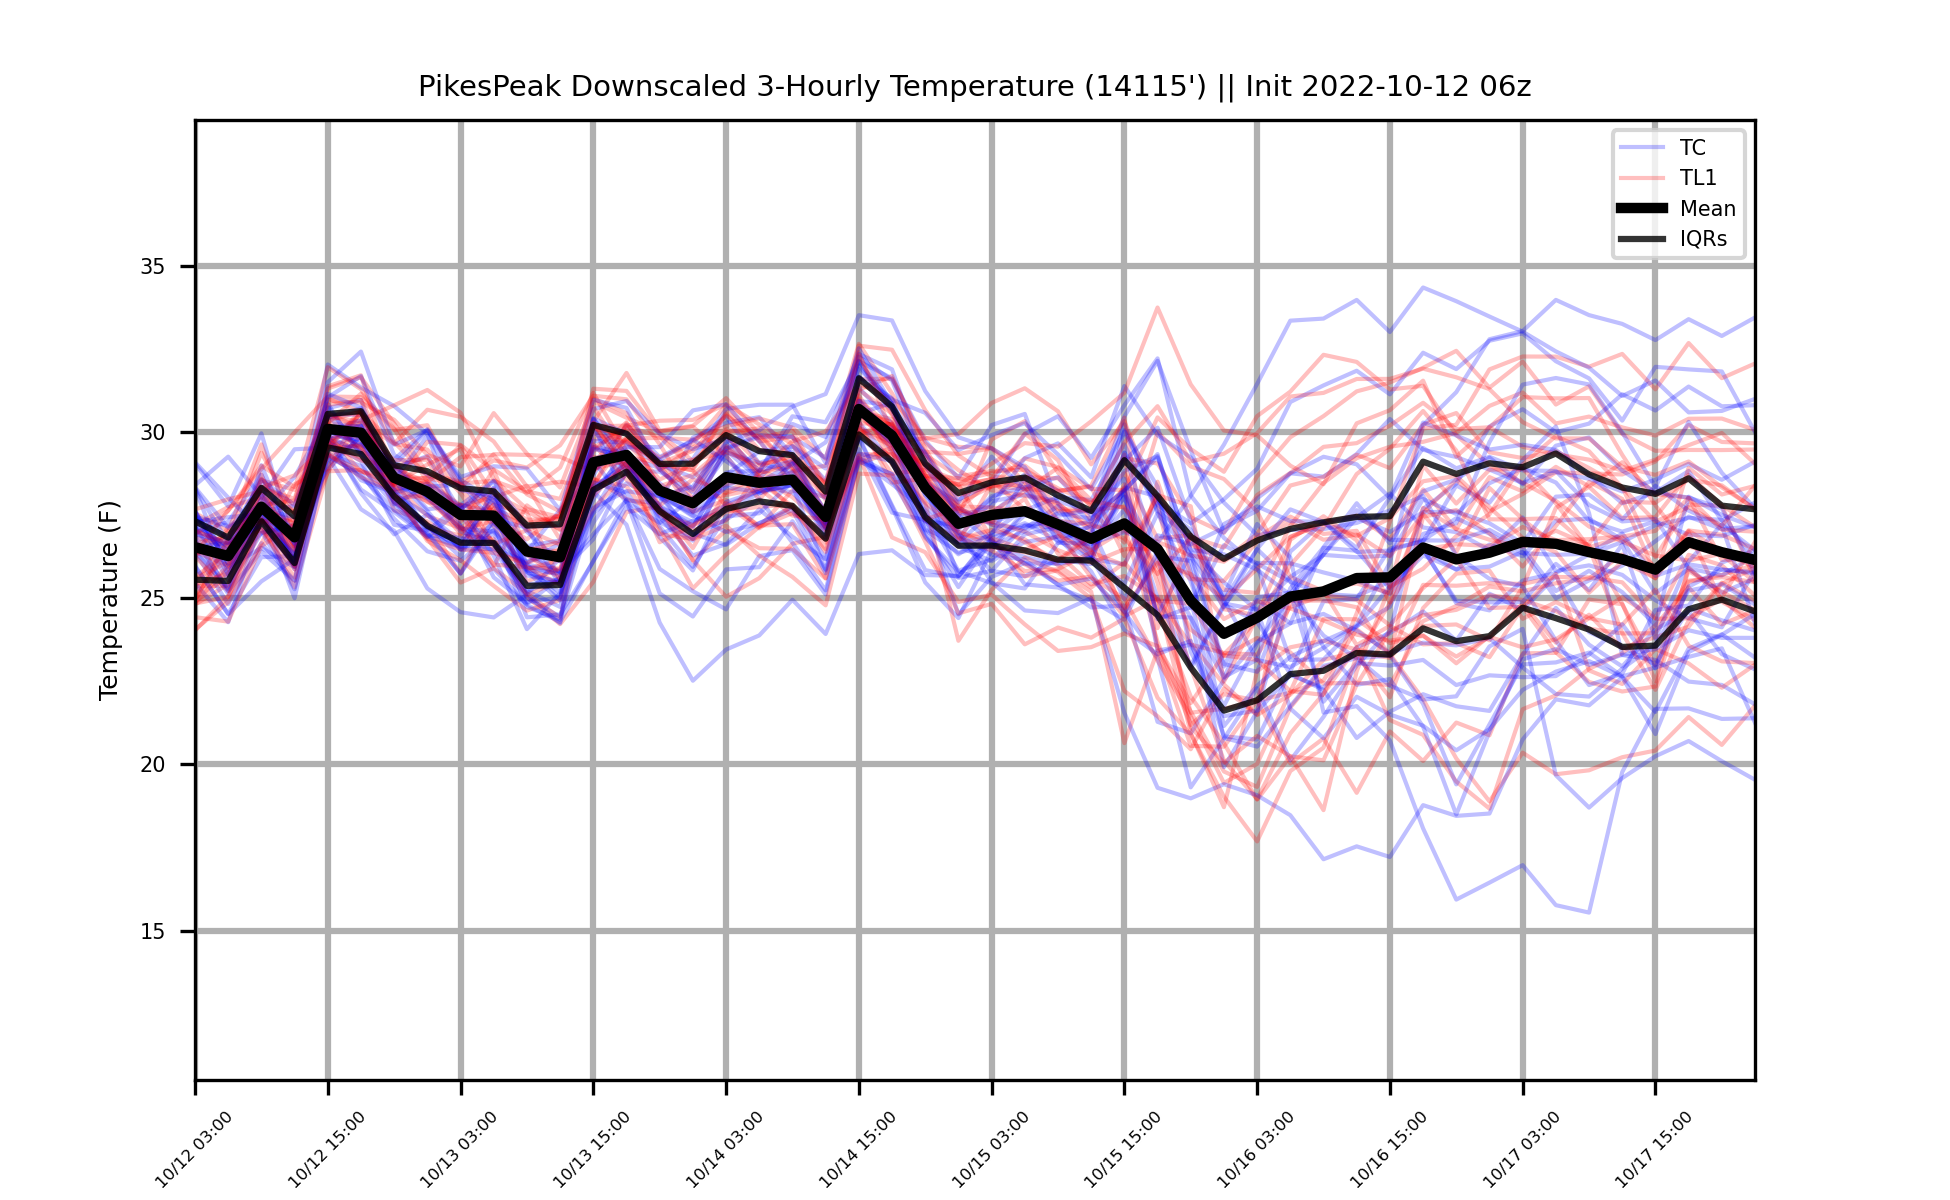 PikesPeak Downscaled 3-Hourly Temperature (14115') || Init 2022-10-12 06z
TC
TL1
Mean
IQRs
35
30
25
20
15
Temperature (F)
10/12 03:00
10/12 15:00
10/13 03:00
10/13 15:00
10/14 03:00
10/14 15:00
10/15 03:00
10/15 15:00
10/16 03:00
10/16 15:00
10/17 03:00
10/17 15:00